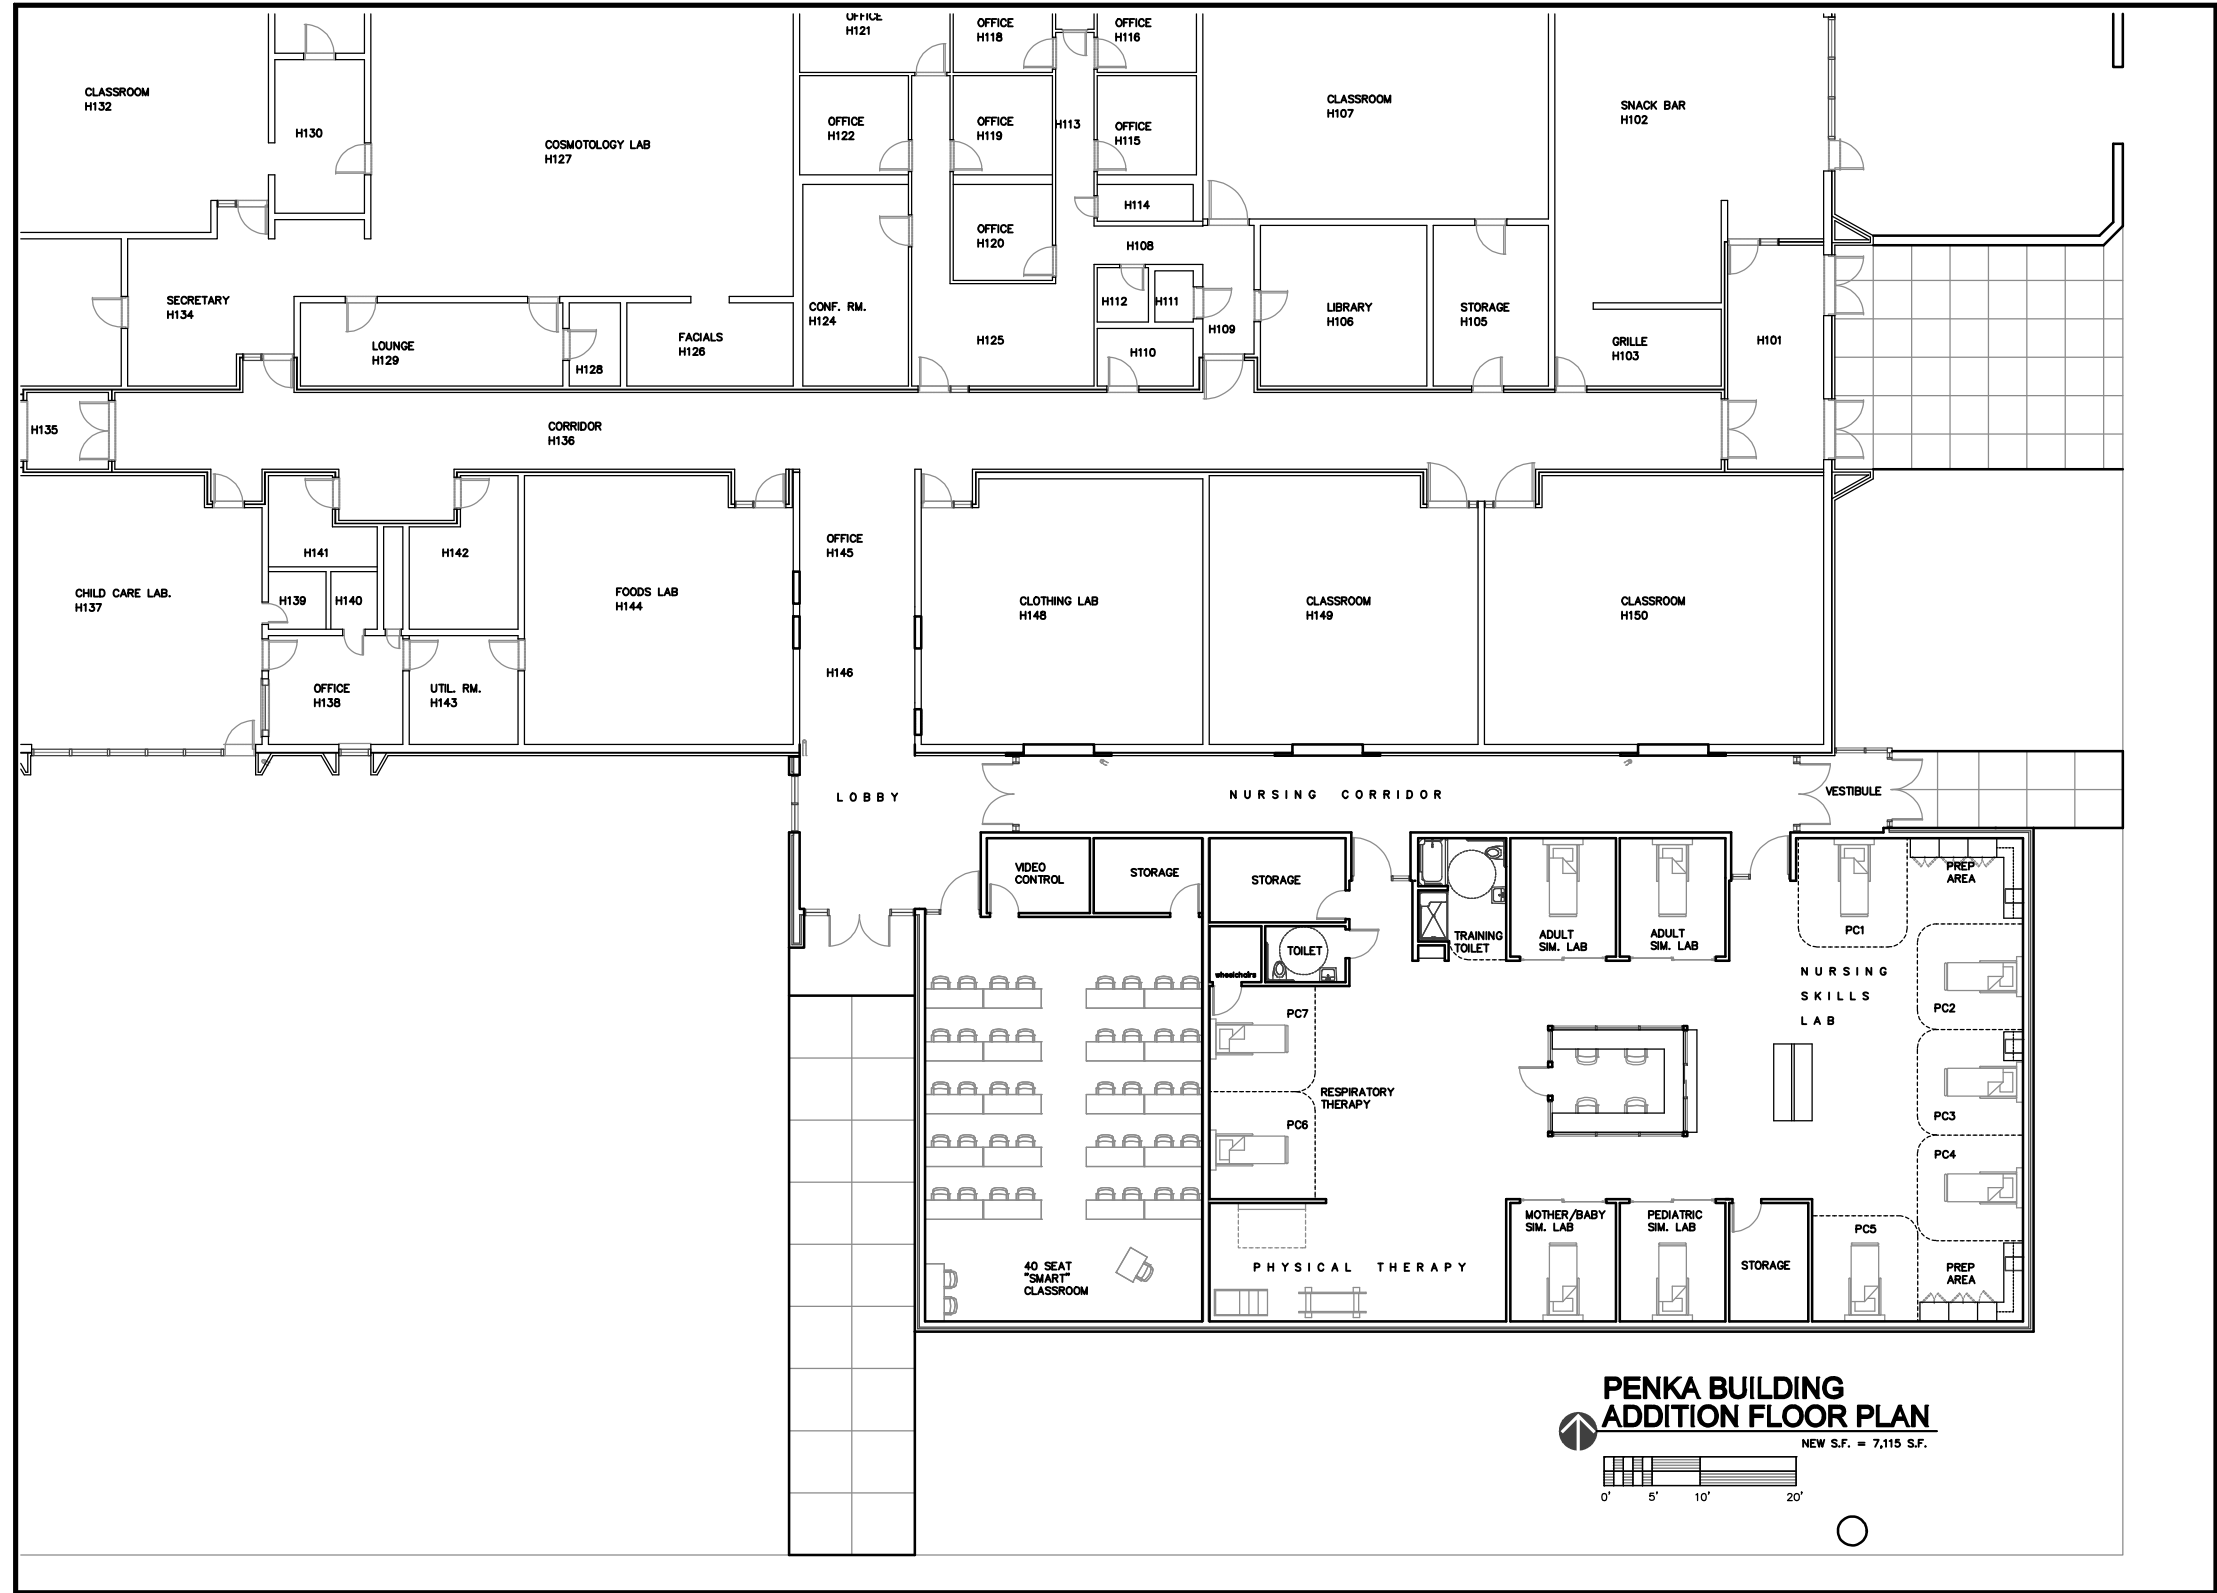 OFFICE
H121
OFFICE
H118
OFFICE
H116
CLASSROOM
H132
H130
COSMOTOLOGY LAB
H127
OFFICE
H122
OFFICE
H119
H113
OFFICE
H115
CLASSROOM
H107
SNACK BAR
H102
H114
OFFICE
H120
H108
SECRETARY
H134
LOUNGE
H129
H128
FACIALS
H126
CONF. RM.
H124
H125
H112
H111
H110
H109
LIBRARY
H106
STORAGE
H105
GRILLE
H103
H101
H135
CORRIDOR
H136
CHILD CARE LAB.
H137
H141
H142
H139
H140
OFFICE
H138
UTIL. RM.
H143
FOODS LAB
H144
OFFICE
H145
H146
CLOTHING LAB
H148
CLASSROOM
H149
CLASSROOM
H150
LOBBY
NURSING CORRIDOR
VESTIBULE
VIDEO
CONTROL
STORAGE
STORAGE
TRAINING
TOILET
ADULT
SIM. LAB
ADULT
SIM. LAB
PC1
PREP
AREA
TOILET
wheelchairs
NURSING
SKILLS
LAB
PC2
PC7
RESPIRATORY
THERAPY
PC6
PC3
PC4
MOTHER/BABY
SIM. LAB
PEDIATRIC
SIM. LAB
STORAGE
PC5
PREP
AREA
PHYSICAL THERAPY
40 SEAT
"SMART"
CLASSROOM
PENKA BUILDING
ADDITION FLOOR PLAN
NEW S.F. = 7,115 S.F.
0' 5' 10' 20'